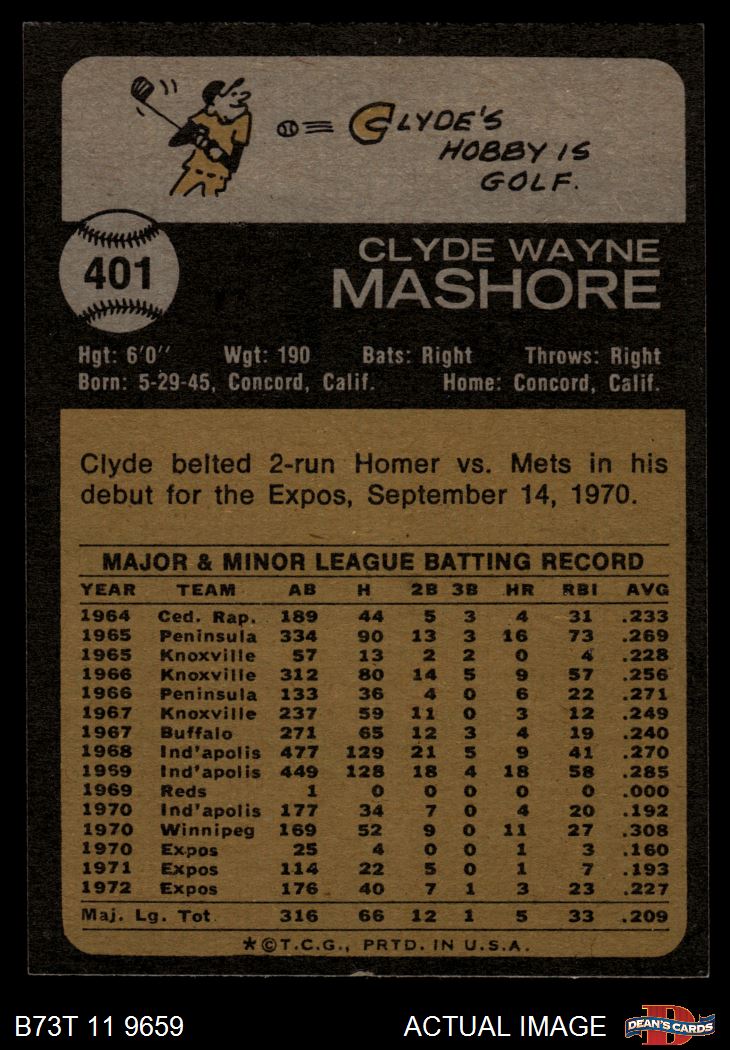 CLYDE'S
HOBBY IS
GOLF.
401
CLYDE WAYNE
MASHORE
Hgt: 6'0'' Wgt: 190 Bats: Right Throws: Right
Born: 5-29-45, Concord, Calif. Home: Concord, Calif.
Clyde belted 2-run Homer vs. Mets in his
debut for the Expos, September 14, 1970.
MAJOR & MINOR LEAGUE BATTING RECORD
YEAR TEAM AB H 2B 3B HR RBI AVG
1964 Ced. Rap. 189 44 5 3 4 31 .233
1965 Peninsula 334 90 13 3 16 73 .269
1965 Knoxville 57 13 2 2 0 4 .228
1966 Knoxville 312 80 14 5 9 57 .256
1966 Peninsula 133 36 4 0 6 22 .271
1967 Knoxville 237 59 11 0 3 12 .249
1967 Buffalo 271 65 12 3 4 19 .240
1968 Ind'apolis 477 129 21 5 9 41 .270
1969 Ind'apolis 449 128 18 4 18 58 .285
1969 Reds 1 0 0 0 0 0 .000
1970 Ind'apolis 177 34 7 0 4 20 .192
1970 Winnipeg 169 52 9 0 11 27 .308
1970 Expos 25 4 0 0 1 3 .160
1971 Expos 114 22 5 0 1 7 .193
1972 Expos 176 40 7 1 3 23 .227
Maj. Lg. Tot. 316 66 12 1 5 33 .209
*©T.C.G., PRTD. IN U.S.A.
B73T 11 9659 ACTUAL IMAGE D DEAN'S CARDS